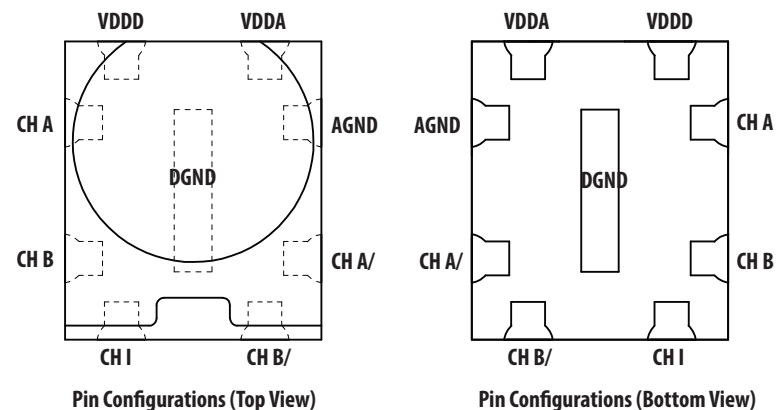 VDDD VDDA
CH A AGND
DGND
CH B CH A/
CH I CH B/
Pin Configurations (Top View)
VDDA VDDD
AGND CH A
DGND
CH A/ CH B
CH B/ CH I
Pin Configurations (Bottom View)